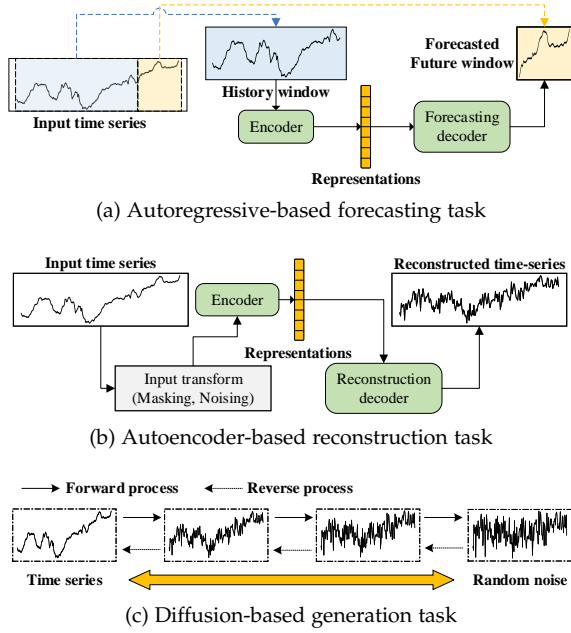 Input time series
History window
Forecasted
Future window
Encoder
Forecasting
decoder
Representations
(a) Autoregressive-based forecasting task
Input time series
Reconstructed time-series
Encoder
Representations
Input transform
(Masking, Noising)
Reconstruction
decoder
(b) Autoencoder-based reconstruction task
Forward process
Reverse process
Time series
Random noise
(c) Diffusion-based generation task